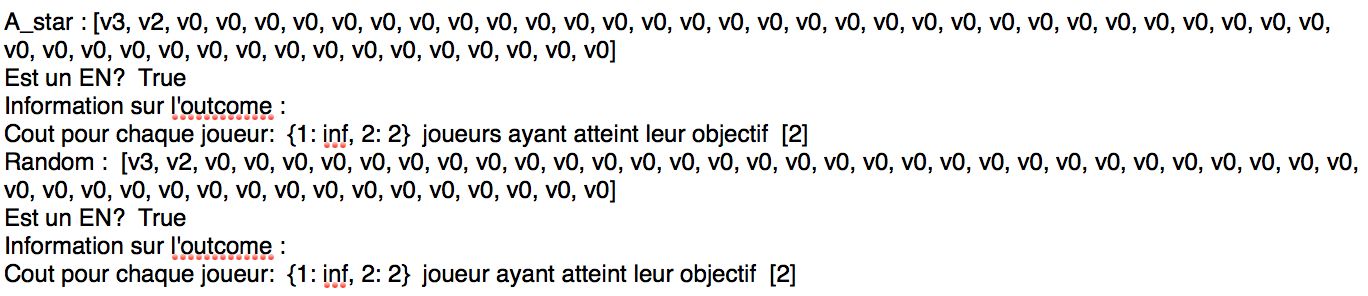 A_star : [v3, v2, v0, v0, v0, v0, v0, v0, v0, v0, v0, v0, v0, v0, v0, v0, v0, v0, v0, v0, v0, v0, v0, v0, v0, v0, v0, v0, v0, v0, v0, v0,
v0, v0, v0, v0, v0, v0, v0, v0, v0, v0, v0, v0, v0, v0, v0, v0]
Est un EN?  True
Information sur l'outcome :
Cout pour chaque joueur:  {1: inf, 2: 2}  joueurs ayant atteint leur objectif  [2]
Random :  [v3, v2, v0, v0, v0, v0, v0, v0, v0, v0, v0, v0, v0, v0, v0, v0, v0, v0, v0, v0, v0, v0, v0, v0, v0, v0, v0, v0, v0, v0, v0, v0,
v0, v0, v0, v0, v0, v0, v0, v0, v0, v0, v0, v0, v0, v0, v0, v0]
Est un EN?  True
Information sur l'outcome :
Cout pour chaque joueur:  {1: inf, 2: 2}  joueur ayant atteint leur objectif  [2]